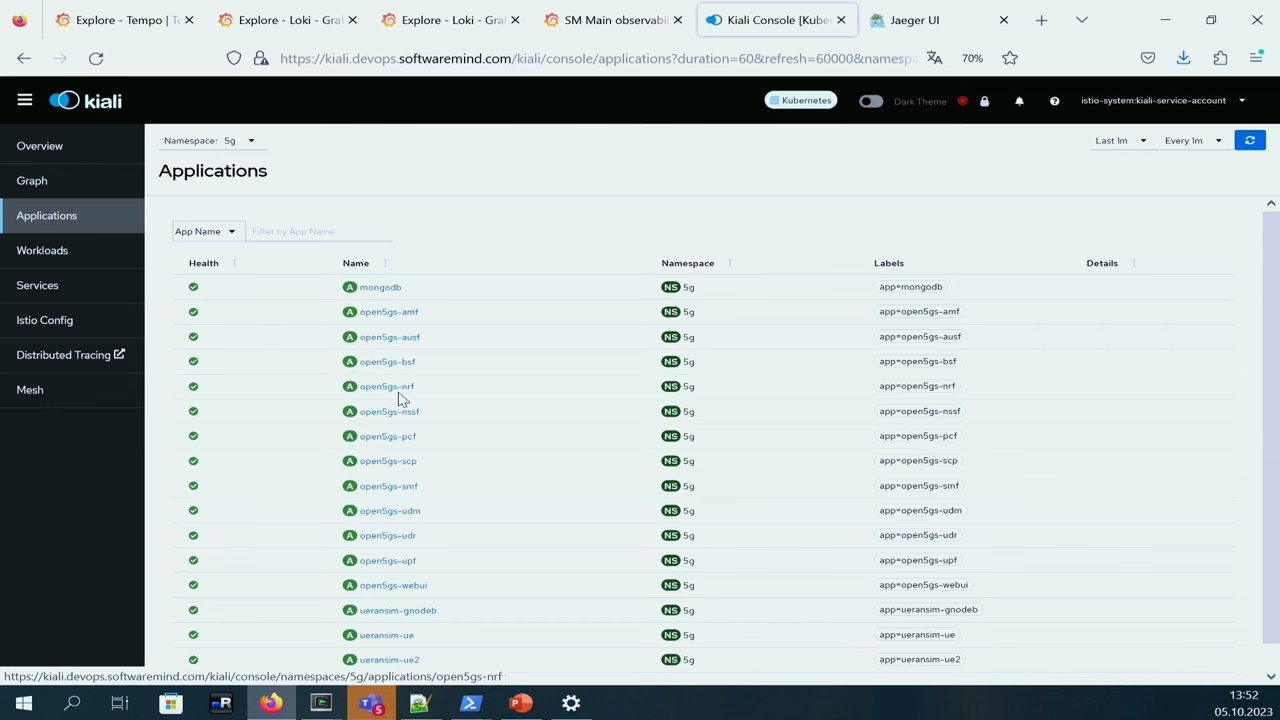 Explore - Tempo | Te
Explore - Loki - Graf
Explore - Loki - Graf
SM Main observabil
Kiali Console [Kuber
Jaeger UI
https://kiali.devops.softwaremind.com/kiali/console/applications?duration=60&refresh=60000&namesp
70%
kiali
Kubernetes
Dark Theme
istio-system:kiali-service-account
Overview
Graph
Applications
Workloads
Services
Istio Config
Distributed Tracing
Mesh
Namespace: 5g
Last 1m
Every 1m
Applications
App Name
Filter by App Name
Health Name Namespace Labels Details
A mongodb NS 5g app=mongodb
A open5gs-amf NS 5g app=open5gs-amf
A open5gs-ausf NS 5g app=open5gs-ausf
A open5gs-bsf NS 5g app=open5gs-bsf
A open5gs-nrf NS 5g app=open5gs-nrf
A open5gs-nssf NS 5g app=open5gs-nssf
A open5gs-pcf NS 5g app=open5gs-pcf
A open5gs-scp NS 5g app=open5gs-scp
A open5gs-smf NS 5g app=open5gs-smf
A open5gs-udm NS 5g app=open5gs-udm
A open5gs-udr NS 5g app=open5gs-udr
A open5gs-upf NS 5g app=open5gs-upf
A open5gs-webui NS 5g app=open5gs-webui
A ueransim-gnodeb NS 5g app=ueransim-gnodeb
A ueransim-ue NS 5g app=ueransim-ue
A ueransim-ue2 NS 5g app=ueransim-ue2
https://kiali.devops.softwaremind.com/kiali/console/namespaces/5g/applications/open5gs-nrf
13:52
05.10.2023